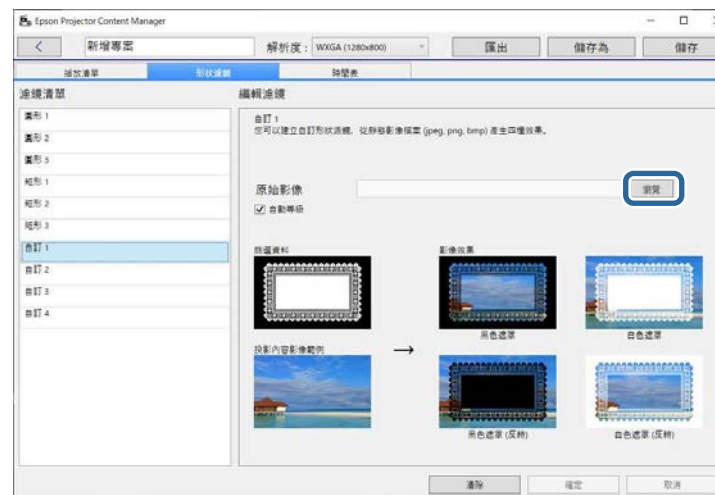 Epson Projector Content Manager
新增專案
解析度： WXGA (1280x800)
匯出
儲存為
儲存
播放清單
形狀濾鏡
時間表
濾鏡清單
編輯濾鏡
圓形 1
圓形 2
圓形 3
矩形 1
矩形 2
矩形 3
自訂 1
自訂 2
自訂 3
自訂 4
自訂 1
您可以建立自訂形狀濾鏡，從靜態影像檔案 (jpeg, png, bmp) 產生四種效果。
原始影像
瀏覽
自動等級
篩選資料
影像效果
黑色遮罩
白色遮罩
投影內容影像範例
→
黑色遮罩 (反轉)
白色遮罩 (反轉)
清除
確定
取消